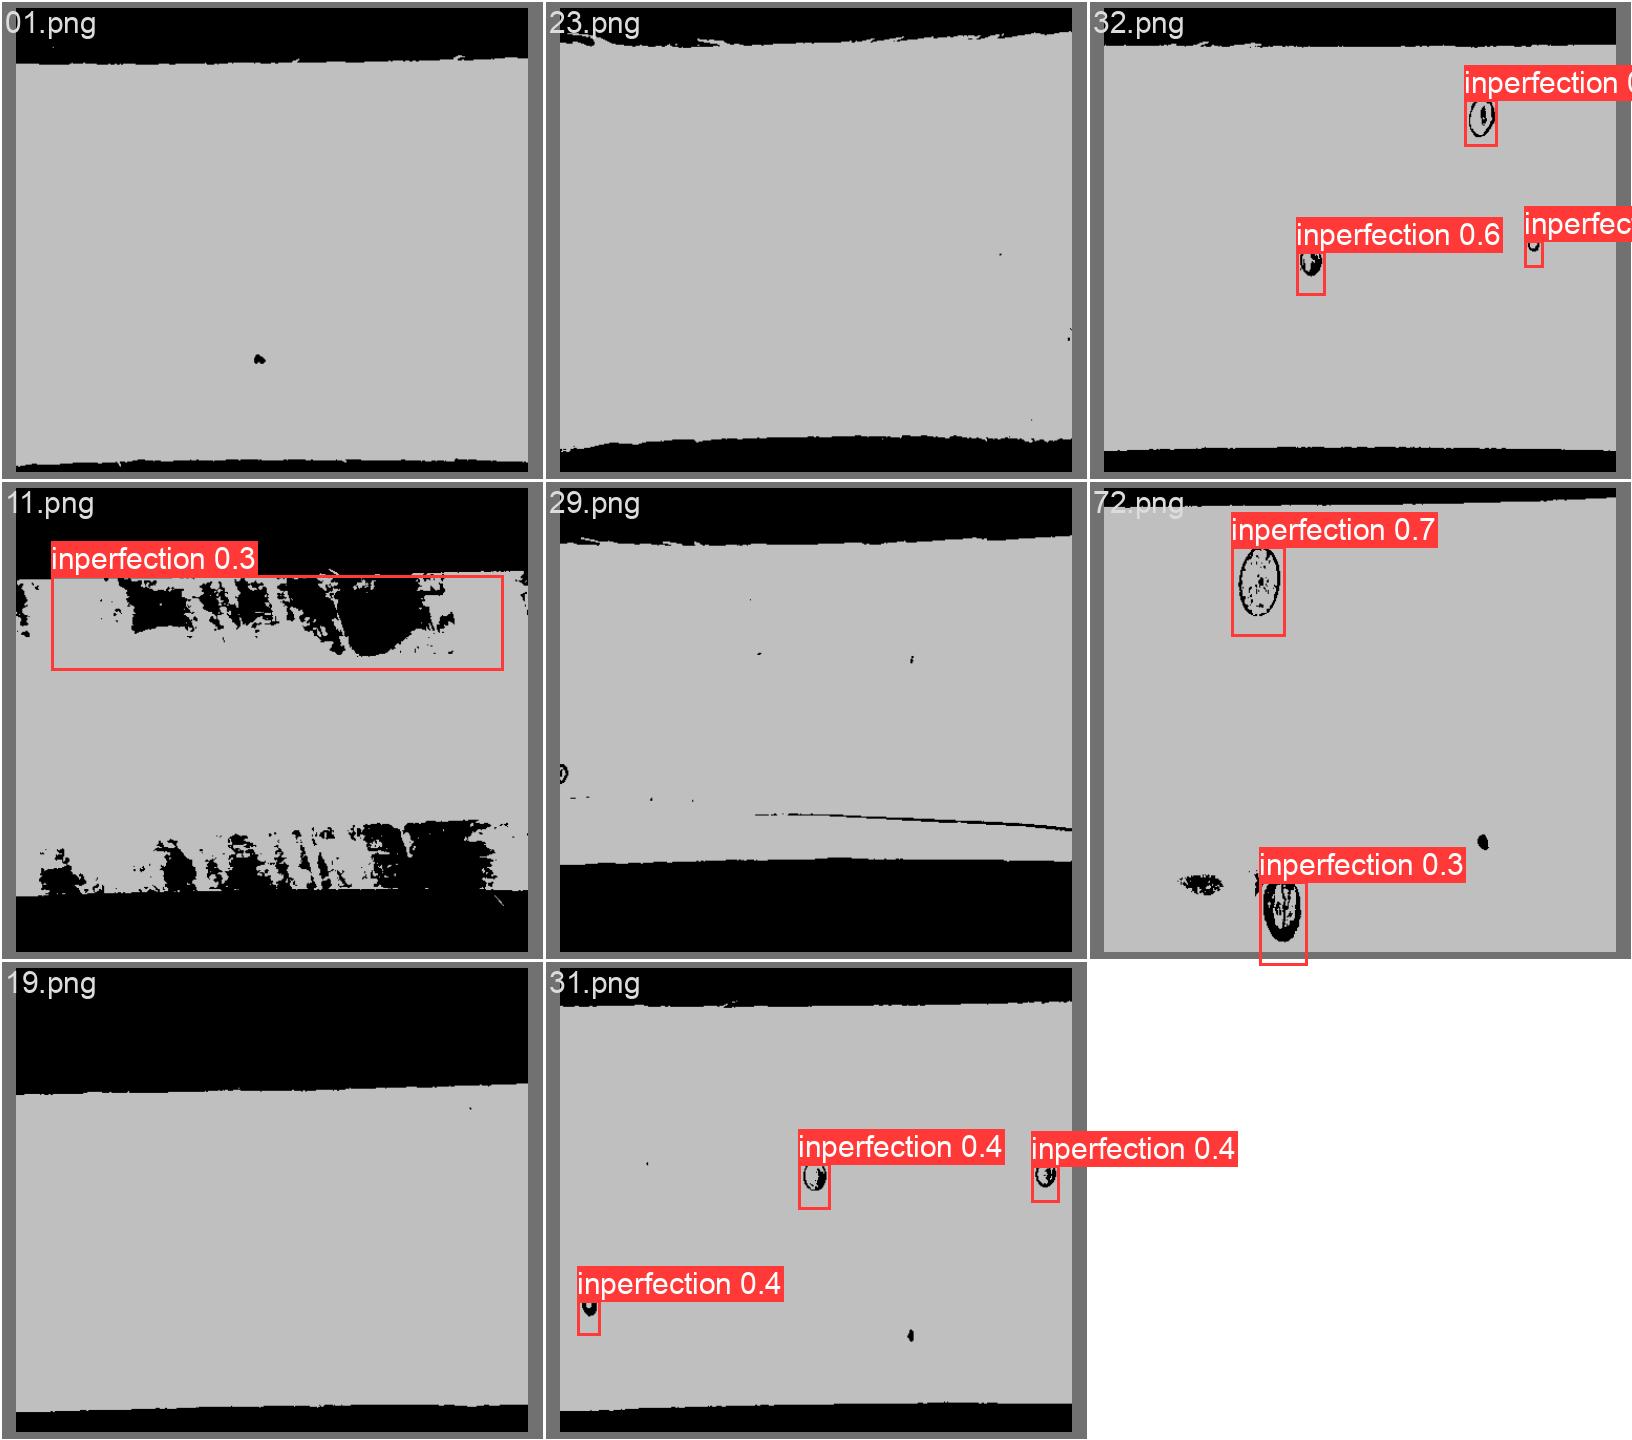 01.png
23.png
32.png
inperfection 0
inperfection 0.6
inperfec
11.png
inperfection 0.3
29.png
72.png
inperfection 0.7
inperfection 0.3
19.png
31.png
inperfection 0.4
inperfection 0.4
inperfection 0.4